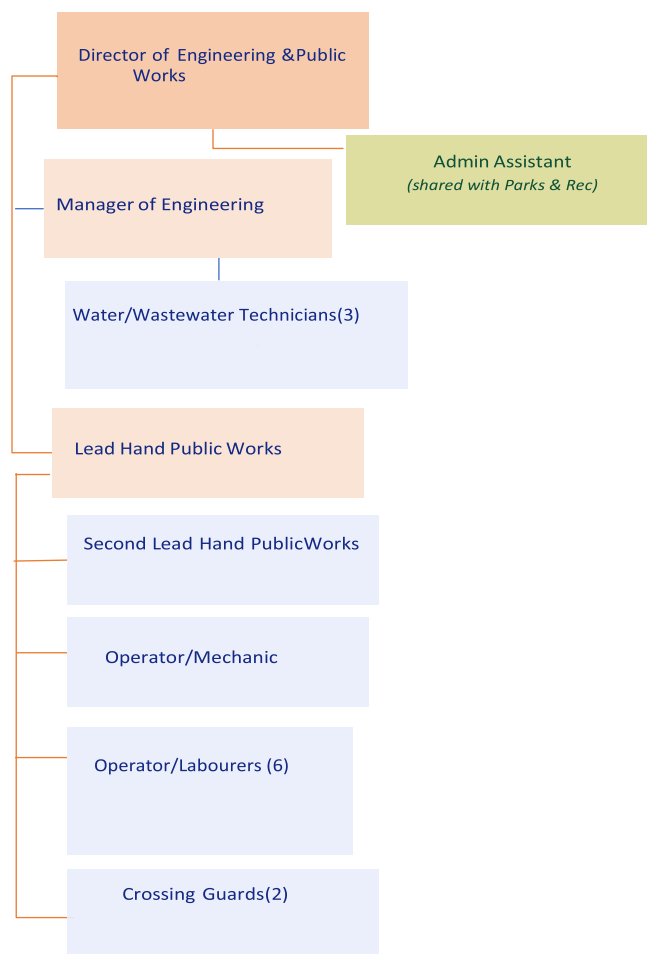 Director of Engineering &Public
Works
Admin Assistant
(shared with Parks & Rec)
Manager of Engineering
Water/Wastewater Technicians(3)
Lead Hand Public Works
Second Lead Hand PublicWorks
Operator/Mechanic
Operator/Labourers (6)
Crossing Guards(2)